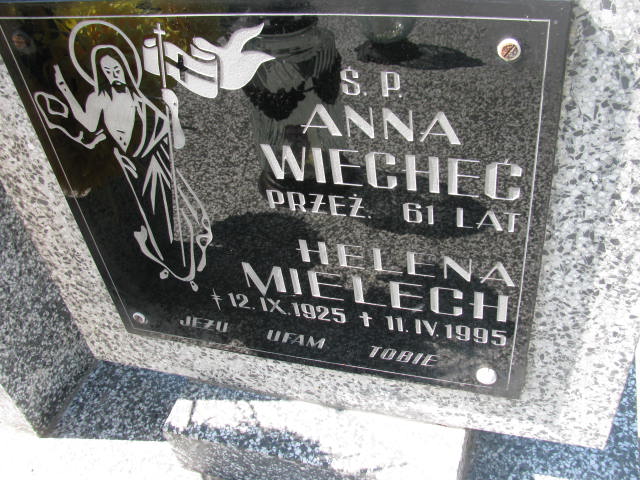 Ś. P.
ANNA
WIECHEĆ
PRZEŻ. 61 LAT
HELENA
MIELECH
* 12.IX.1925 + 11.IV.1995
JEZU UFAM TOBIE